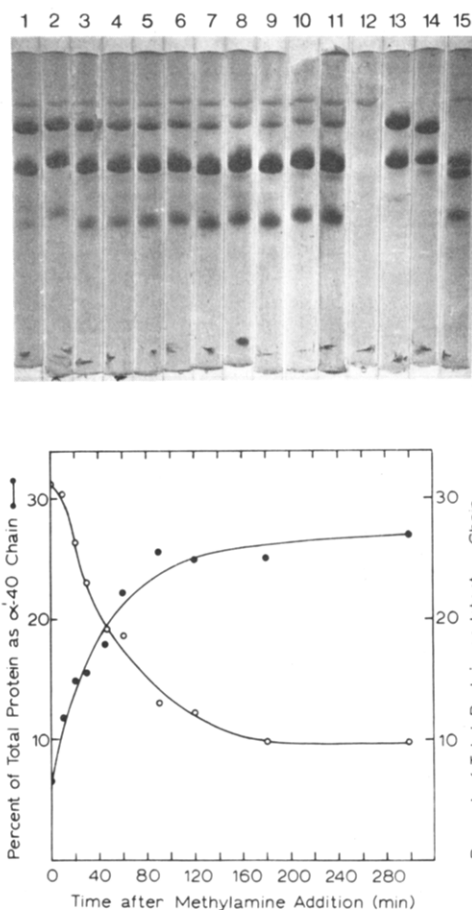 1 2 3 4 5 6 7 8 9 10 11 12 13 14 15
Percent of Total Protein as α'-40 Chain
30
20
10
30
20
10
0 40 80 120 160 200 240 280
Time after Methylamine Addition (min)